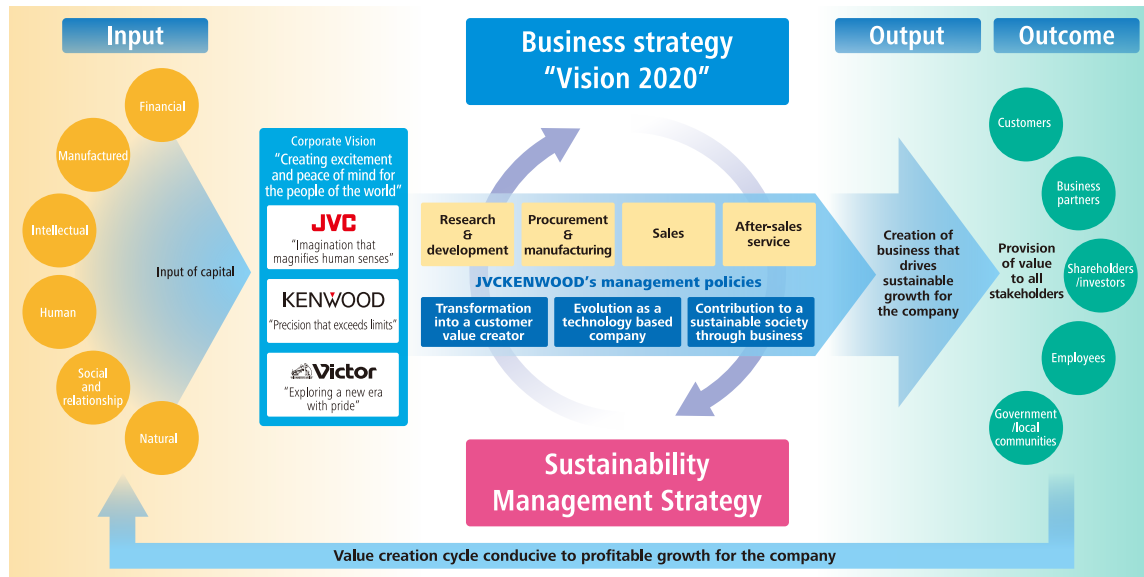 Input
Financial
Manufactured
Intellectual
Human
Social
and
relationship
Natural
Input of capital
Corporate Vision
“Creating excitement
and peace of mind for
the people of the world”
JVC
“Imagination that
magnifies human senses”
KENWOOD
“Precision that exceeds limits”
Victor
“Exploring a new era
with pride”
Business strategy
“Vision 2020”
Research
&
development
Procurement
&
manufacturing
Sales
After-sales
service
JVCKENWOOD’s management policies
Transformation
into a customer
value creator
Evolution as a
technology based
company
Contribution to a
sustainable society
through business
Sustainability
Management Strategy
Output
Creation of
business that
drives
sustainable
growth for
the company
Outcome
Provision
of value
to all
stakeholders
Customers
Business
partners
Shareholders
/investors
Employees
Government
/local
communities
Value creation cycle conducive to profitable growth for the company